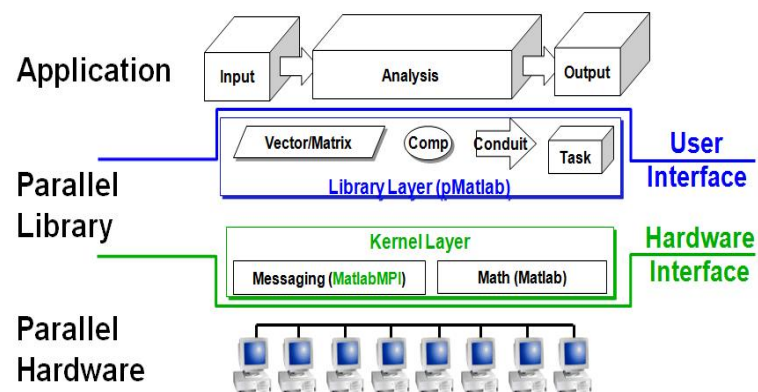 Application
Input
Analysis
Output
Vector/Matrix
Comp
Conduit
Task
Library Layer (pMatlab)
User
Interface
Parallel
Library
Kernel Layer
Messaging (MatlabMPI)
Math (Matlab)
Hardware
Interface
Parallel
Hardware